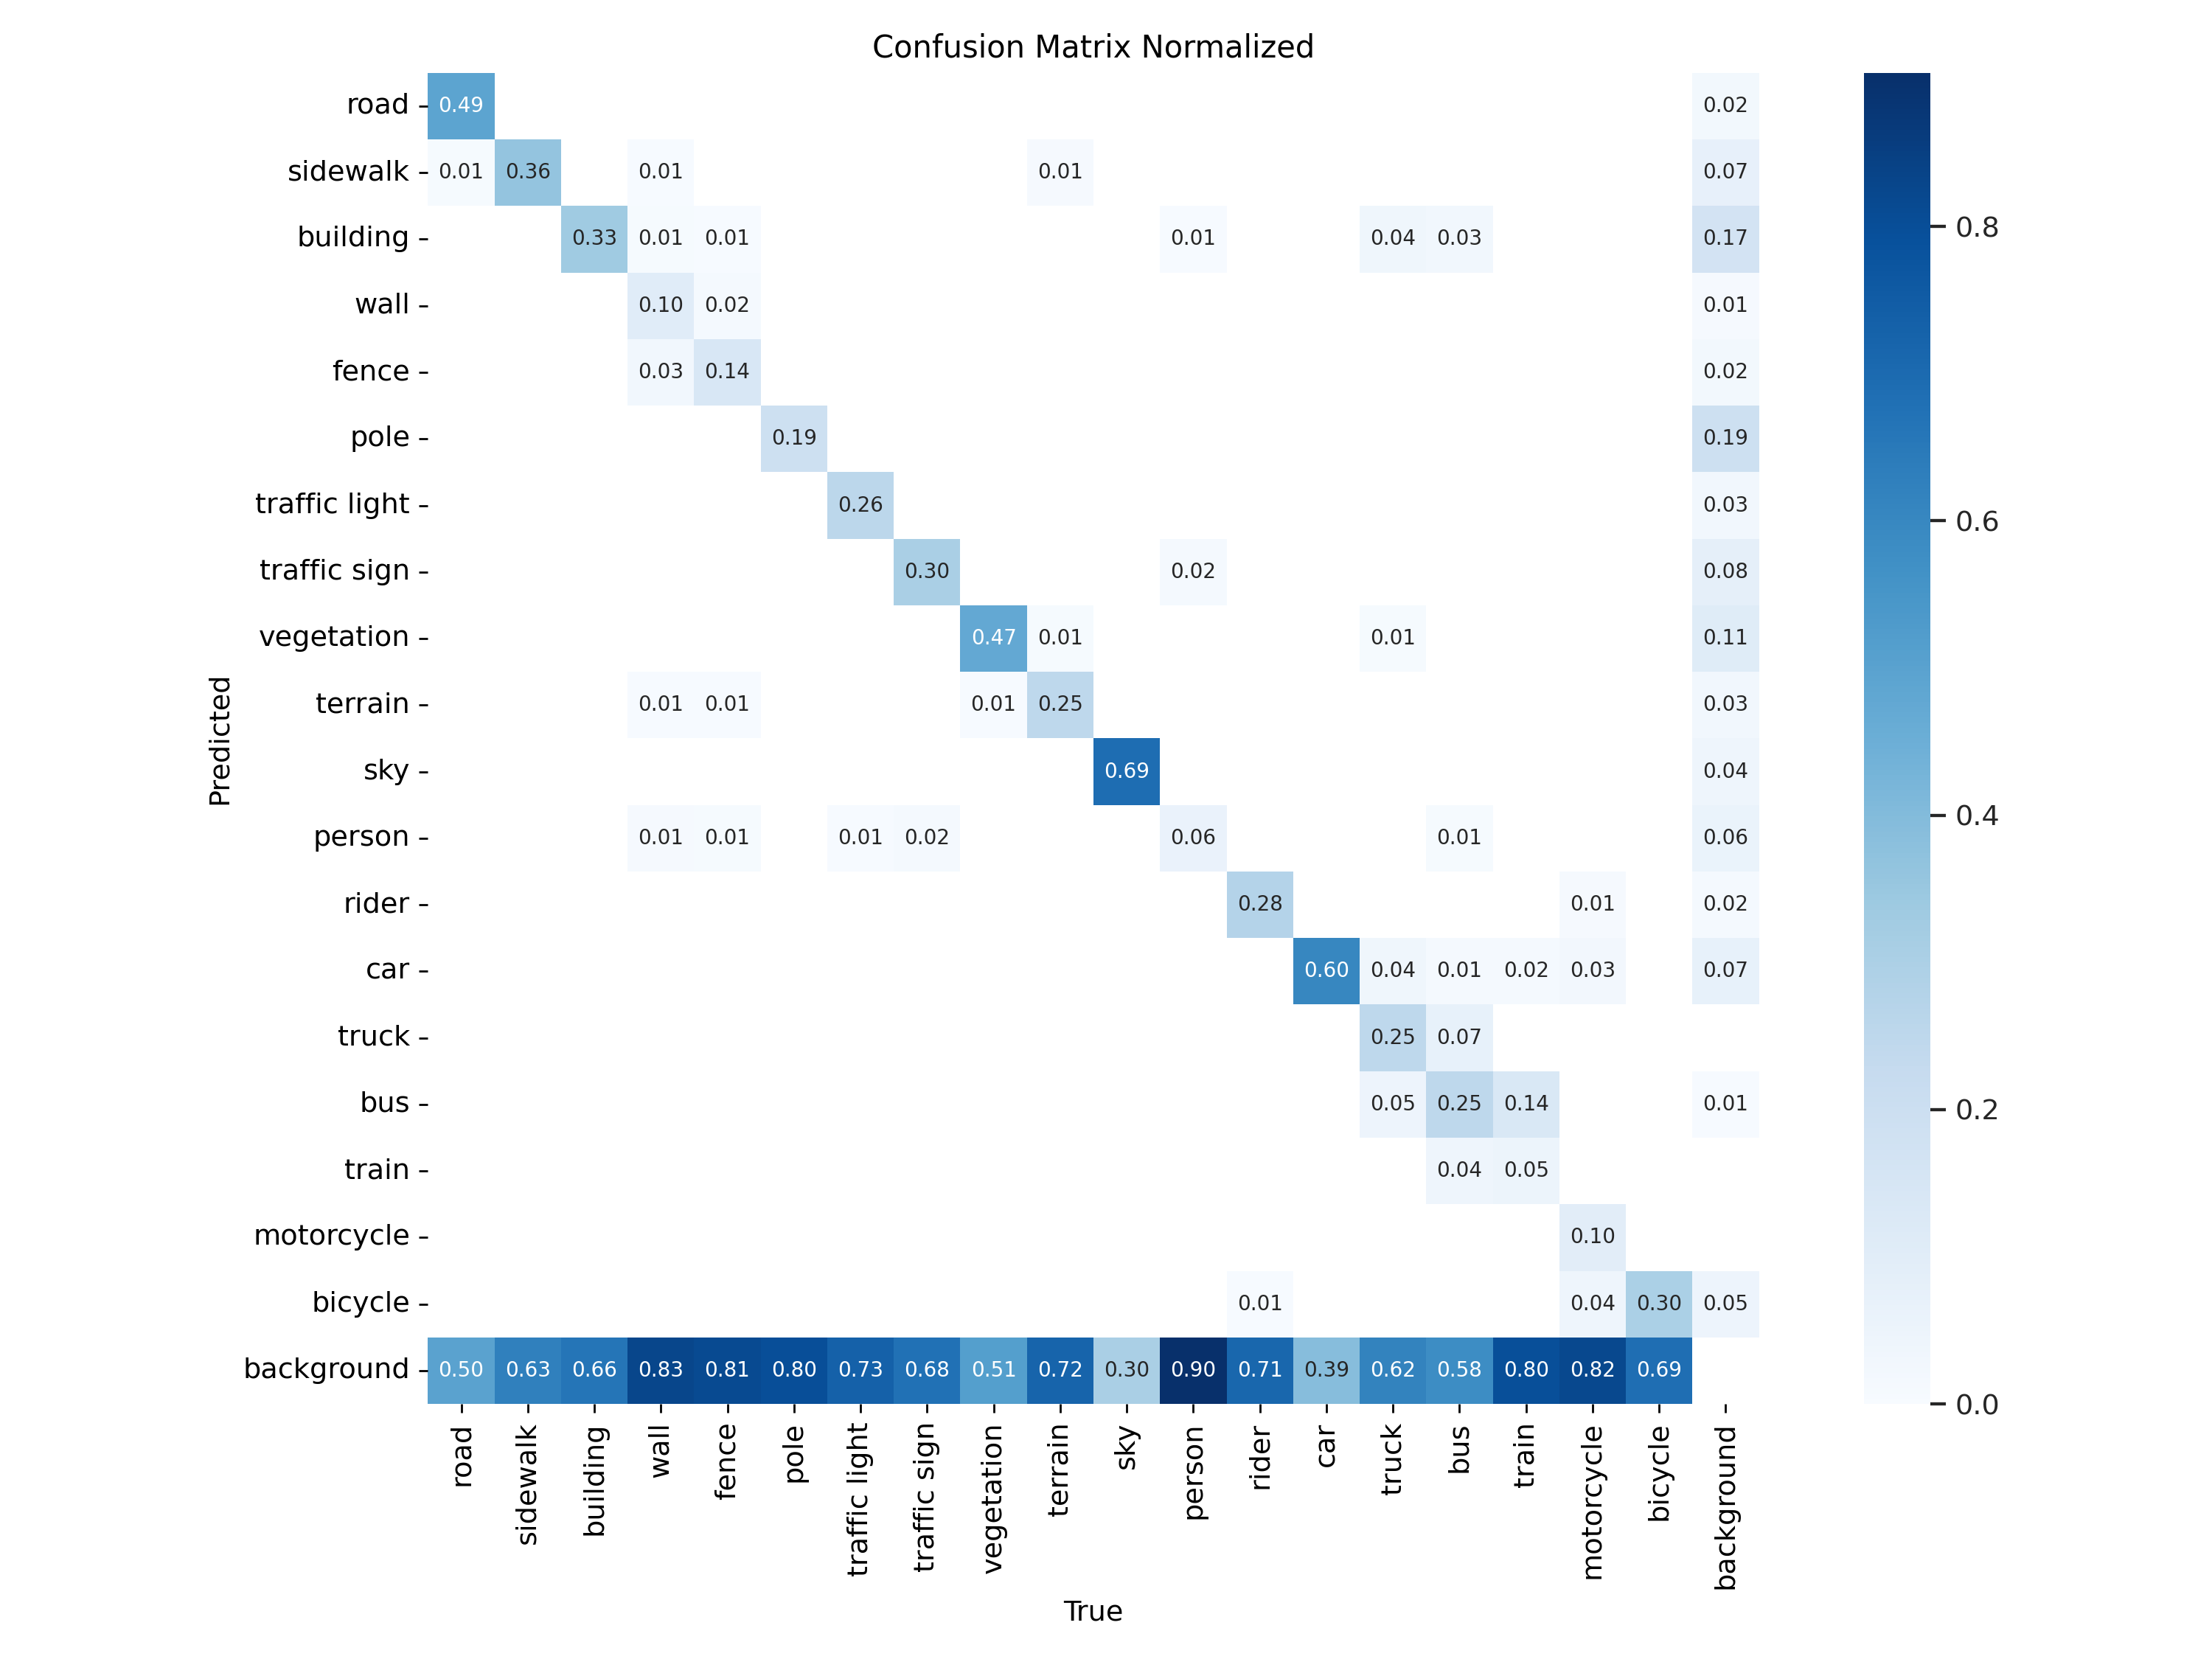 Confusion Matrix Normalized
road 0.49 0.02
sidewalk 0.01 0.36 0.01 0.01 0.07
building 0.33 0.01 0.01 0.01 0.04 0.03 0.17 0.8
wall 0.10 0.02 0.01
fence 0.03 0.14 0.02
pole 0.19 0.19
traffic light 0.26 0.03 0.6
traffic sign 0.30 0.02 0.08
vegetation 0.47 0.01 0.01 0.11
terrain 0.01 0.01 0.01 0.25 0.03
Predicted
sky 0.69 0.04
person 0.01 0.01 0.01 0.02 0.06 0.01 0.06 0.4
rider 0.28 0.01 0.02
car 0.60 0.04 0.01 0.02 0.03 0.07
truck 0.25 0.07
bus 0.05 0.25 0.14 0.01 0.2
train 0.04 0.05
motorcycle 0.10
bicycle 0.01 0.04 0.30 0.05
background 0.50 0.63 0.66 0.83 0.81 0.80 0.73 0.68 0.51 0.72 0.30 0.90 0.71 0.39 0.62 0.58 0.80 0.82 0.69 0.0
road sidewalk building wall fence pole traffic light traffic sign vegetation terrain sky person rider car truck bus train motorcycle bicycle background
True